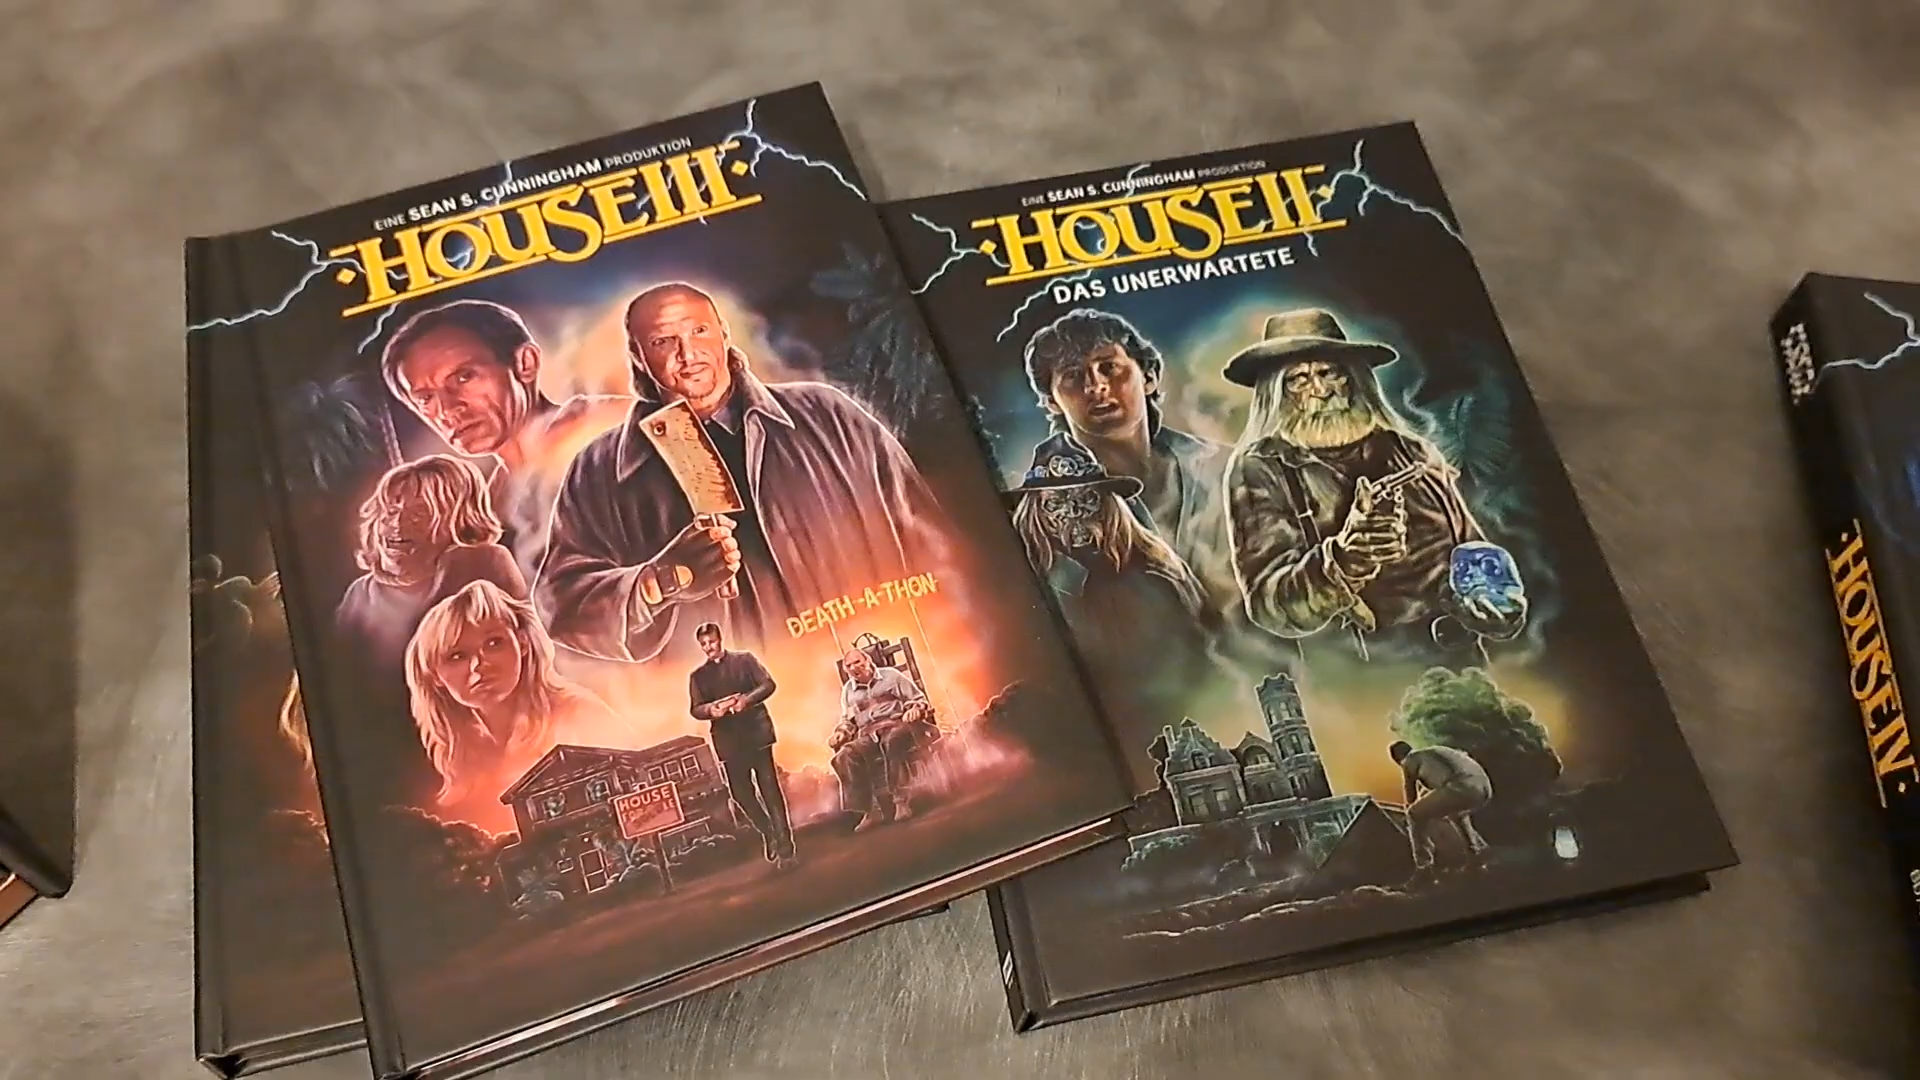 EINE SEAN S. CUNNINGHAM PRODUKTION
HOUSE III
DEATH-A-THON
HOUSE
EINE SEAN S. CUNNINGHAM PRODUKTION
HOUSE II
DAS UNERWARTETE
HOUSE IV